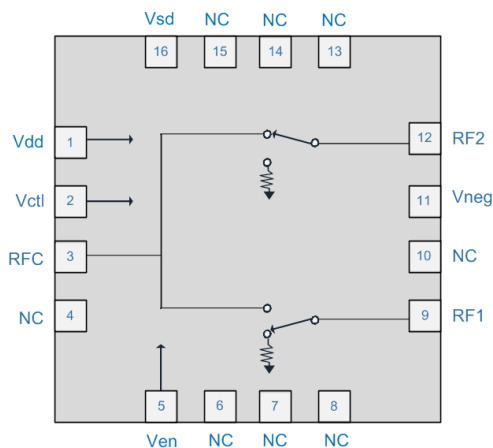 Vsd NC NC NC
16 15 14 13
Vdd 1 12 RF2
Vctl 2 11 Vneg
RFC 3 10 NC
NC 4 9 RF1
5 6 7 8
Ven NC NC NC